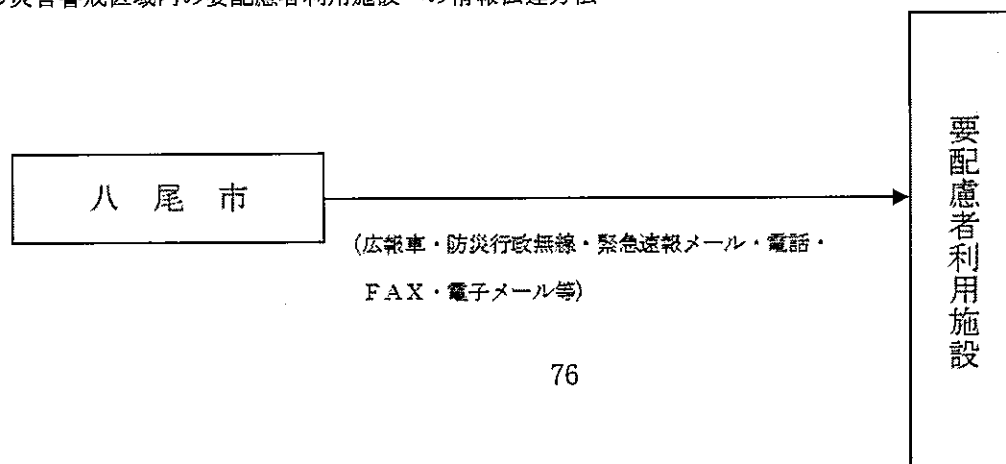 災害警戒区域内の要配慮者利用施設への情報伝達方法
八尾市
(広報車・防災行政無線・緊急速報メール・電話・
FAX・電子メール等)
要配慮者利用施設
76